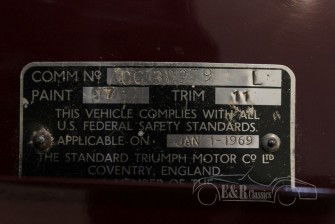 COMM Nº L
PAINT TRIM 11
THIS VEHICLE COMPLIES WITH ALL
U.S. FEDERAL SAFETY STANDARDS.
APPLICABLE ON JAN 1-1969
THE STANDARD TRIUMPH MOTOR Cº LTD
COVENTRY, ENGLAND.
E&R Classics